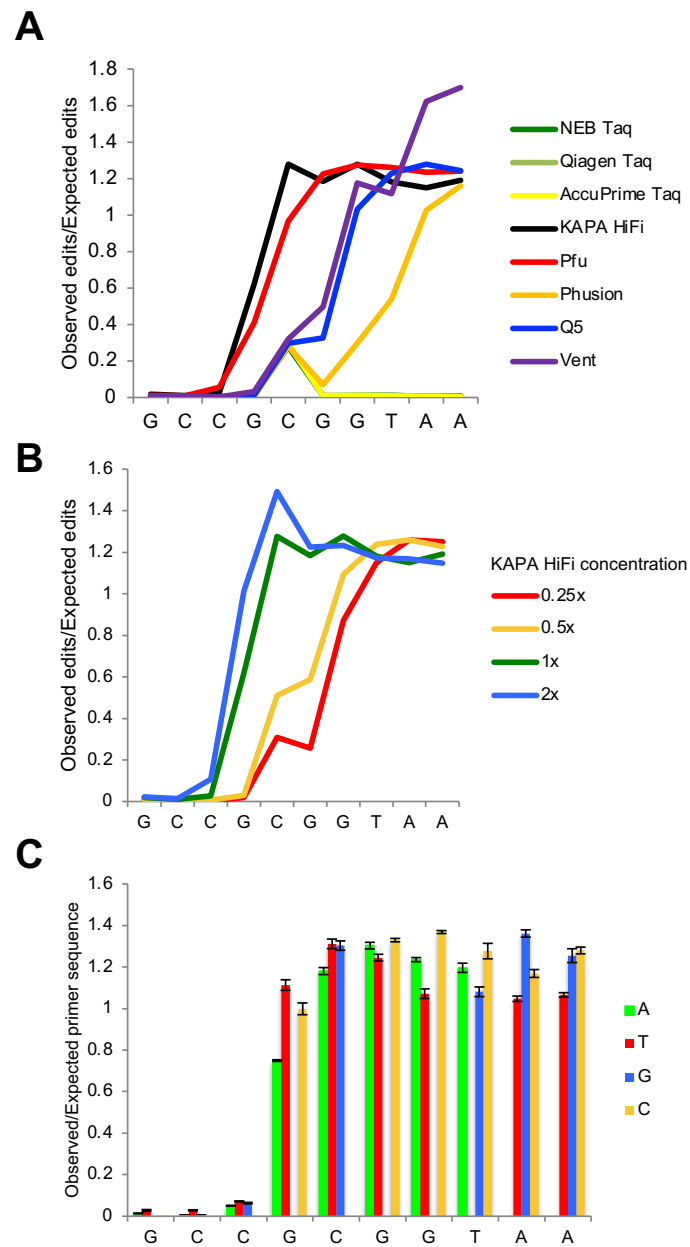 A
Observed edits/Expected edits
1.8
1.6
1.4
1.2
1
0.8
0.6
0.4
0.2
0
G C C G C G G T A A
NEB Taq
Qiagen Taq
AccuPrime Taq
KAPA HiFi
Pfu
Phusion
Q5
Vent
B
Observed edits/Expected edits
1.6
1.4
1.2
1
0.8
0.6
0.4
0.2
0
G C C G C G G T A A
KAPA HiFi concentration
0.25x
0.5x
1x
2x
C
Observed/Expected primer sequence
1.6
1.4
1.2
1
0.8
0.6
0.4
0.2
0
G C C G C G G T A A
A
T
G
C